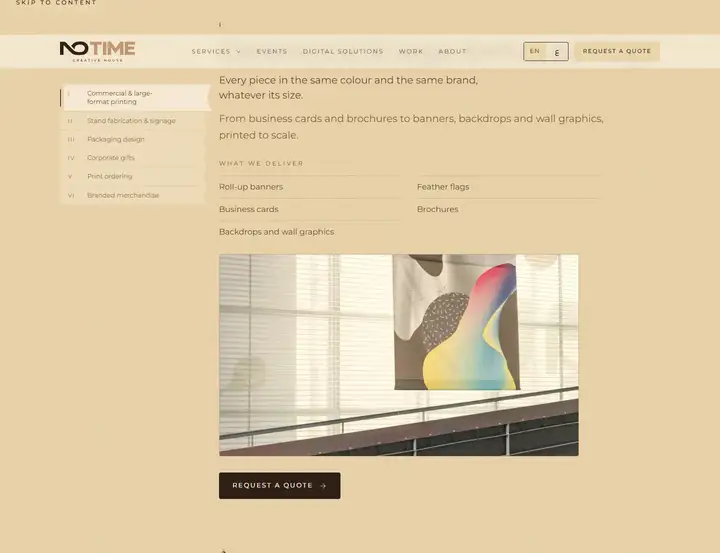 SKIP TO CONTENT
I
NOTIME
CREATIVE HOUSE
SERVICES
EVENTS
DIGITAL SOLUTIONS
WORK
ABOUT
EN
ع
REQUEST A QUOTE
I Commercial & large-
format printing
II Stand fabrication & signage
III Packaging design
IV Corporate gifts
V Print ordering
VI Branded merchandise
Every piece in the same colour and the same brand,
whatever its size.
From business cards and brochures to banners, backdrops and wall graphics,
printed to scale.
WHAT WE DELIVER
Roll-up banners
Feather flags
Business cards
Brochures
Backdrops and wall graphics
REQUEST A QUOTE →